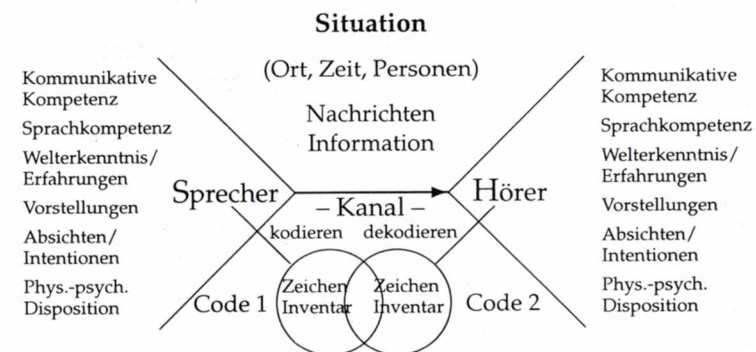 Situation
(Ort, Zeit, Personen)
Nachrichten
Information
Kommunikative
Kompetenz
Sprachkompetenz
Welterkenntnis/
Erfahrungen
Vorstellungen
Absichten/
Intentionen
Phys.-psych.
Disposition
Sprecher
– Kanal –
Hörer
kodieren dekodieren
Code 1
Zeichen
Inventar
Zeichen
Inventar
Code 2
Kommunikative
Kompetenz
Sprachkompetenz
Welterkenntnis/
Erfahrungen
Vorstellungen
Absichten/
Intentionen
Phys.-psych.
Disposition